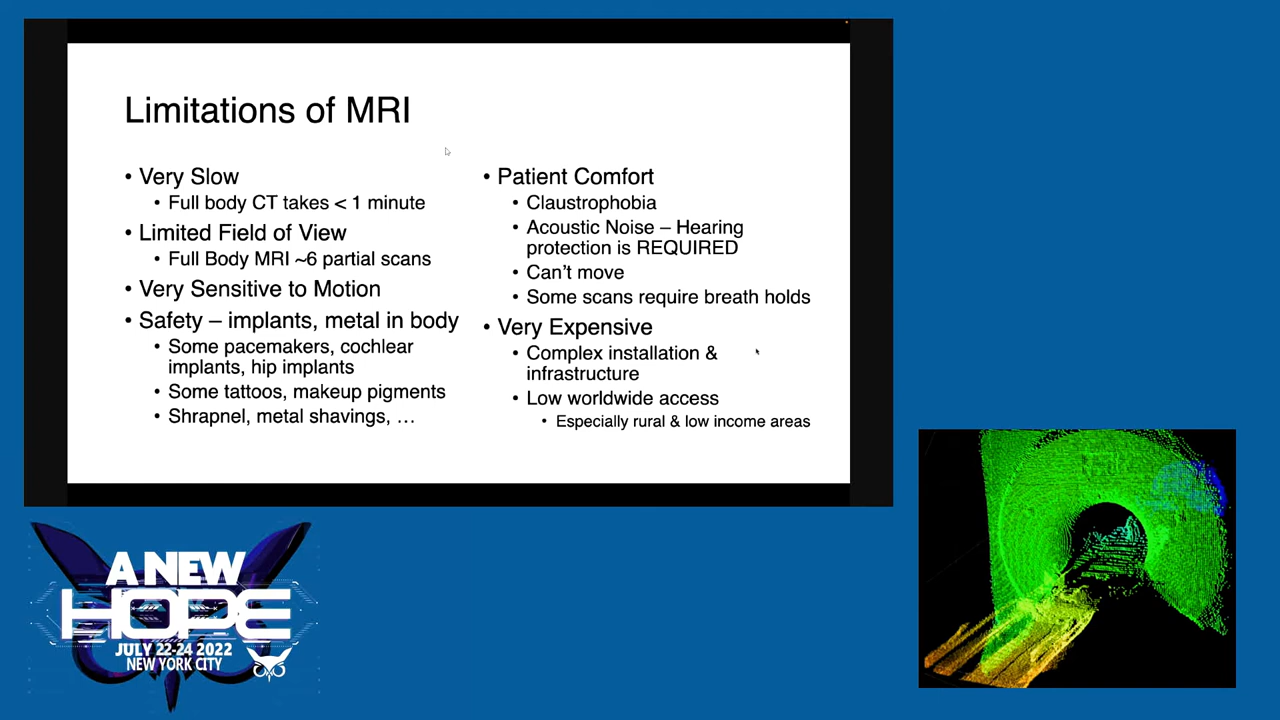 Limitations of MRI
• Very Slow
• Full body CT takes < 1 minute
• Limited Field of View
• Full Body MRI ~6 partial scans
• Very Sensitive to Motion
• Safety – implants, metal in body
• Some pacemakers, cochlear
implants, hip implants
• Some tattoos, makeup pigments
• Shrapnel, metal shavings, …
• Patient Comfort
• Claustrophobia
• Acoustic Noise – Hearing
protection is REQUIRED
• Can't move
• Some scans require breath holds
• Very Expensive
• Complex installation &
infrastructure
• Low worldwide access
• Especially rural & low income areas
A NEW
HOPE
JULY 22-24 2022
NEW YORK CITY